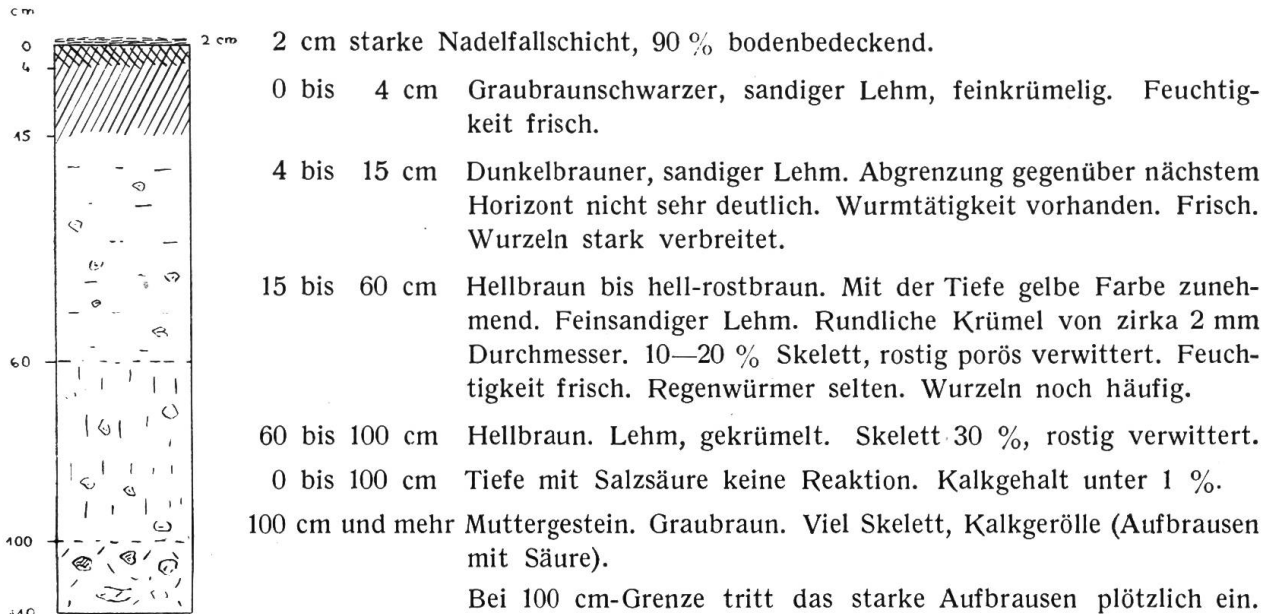 cm
2 cm
0
4
15
60
100
2 cm starke Nadelfallschicht, 90 % bodenbedeckend.
0 bis 4 cm Graubraunschwarzer, sandiger Lehm, feinkrümelig. Feuchtig-
keit frisch.
4 bis 15 cm Dunkelbrauner, sandiger Lehm. Abgrenzung gegenüber nächstem
Horizont nicht sehr deutlich. Wurmtätigkeit vorhanden. Frisch.
Wurzeln stark verbreitet.
15 bis 60 cm Hellbraun bis hell-rostbraun. Mit der Tiefe gelbe Farbe zuneh-
mend. Feinsandiger Lehm. Rundliche Krümel von zirka 2 mm
Durchmesser. 10—20 % Skelett, rostig porös verwittert. Feuch-
tigkeit frisch. Regenwürmer selten. Wurzeln noch häufig.
60 bis 100 cm Hellbraun. Lehm, gekrümelt. Skelett 30 %, rostig verwittert.
0 bis 100 cm Tiefe mit Salzsäure keine Reaktion. Kalkgehalt unter 1 %.
100 cm und mehr Muttergestein. Graubraun. Viel Skelett, Kalkgerölle (Aufbrausen
mit Säure).
Bei 100 cm-Grenze tritt das starke Aufbrausen plötzlich ein.